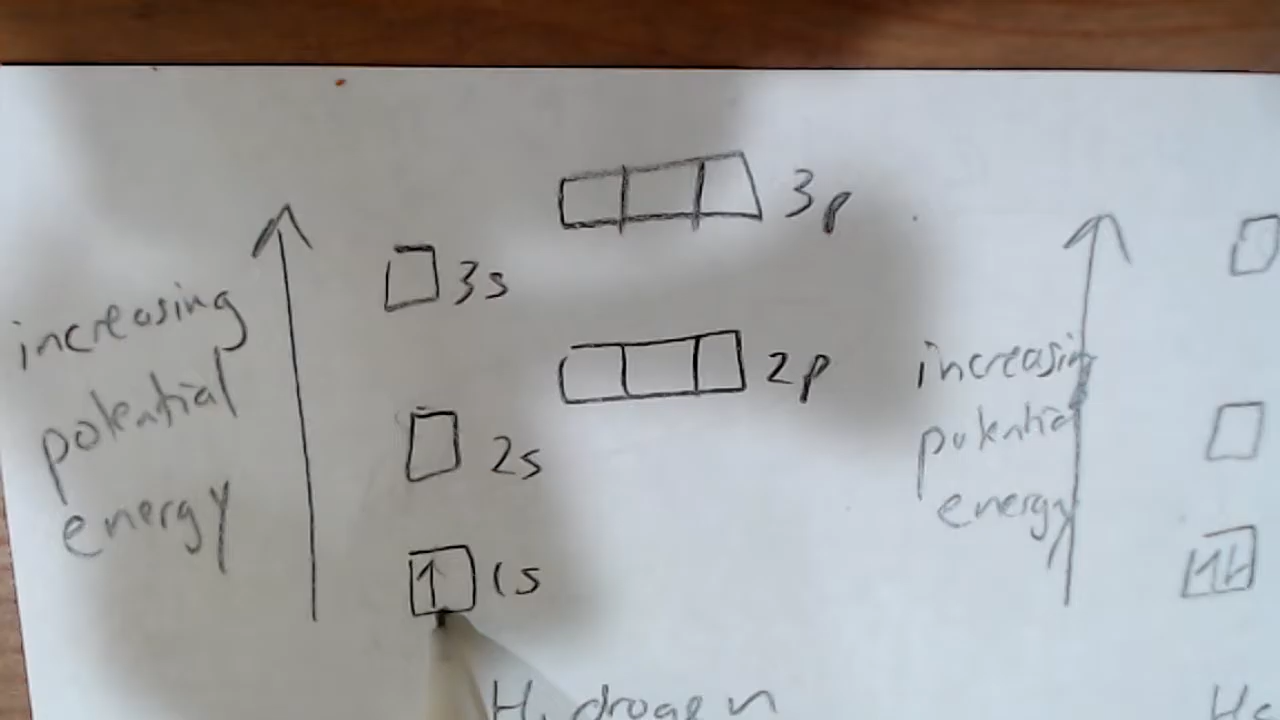 3p
3s
increasing
potential
energy
2p
2s
1s
Hydrogen
increasing
potential
energy